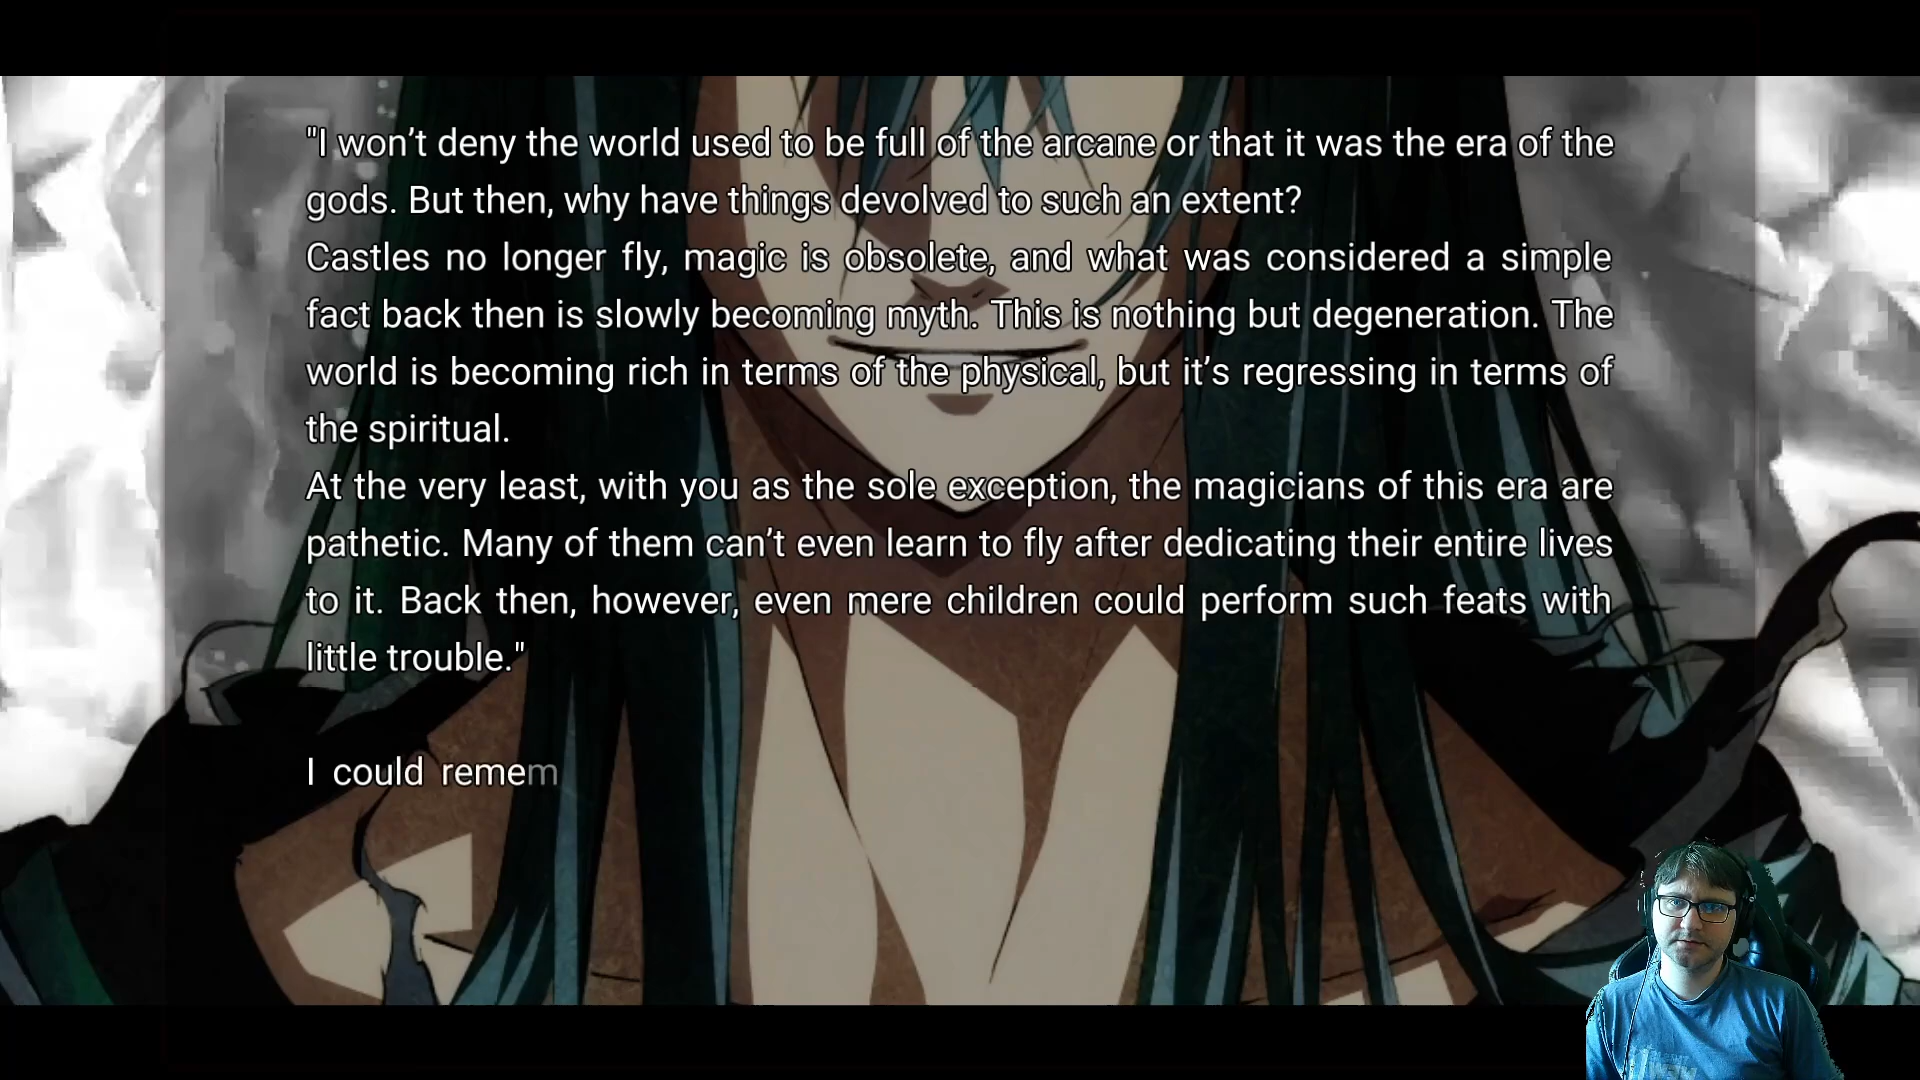 "I won’t deny the world used to be full of the arcane or that it was the era of the
gods. But then, why have things devolved to such an extent?
Castles no longer fly, magic is obsolete, and what was considered a simple
fact back then is slowly becoming myth. This is nothing but degeneration. The
world is becoming rich in terms of the physical, but it’s regressing in terms of
the spiritual.
At the very least, with you as the sole exception, the magicians of this era are
pathetic. Many of them can’t even learn to fly after dedicating their entire lives
to it. Back then, however, even mere children could perform such feats with
little trouble."
I could remem